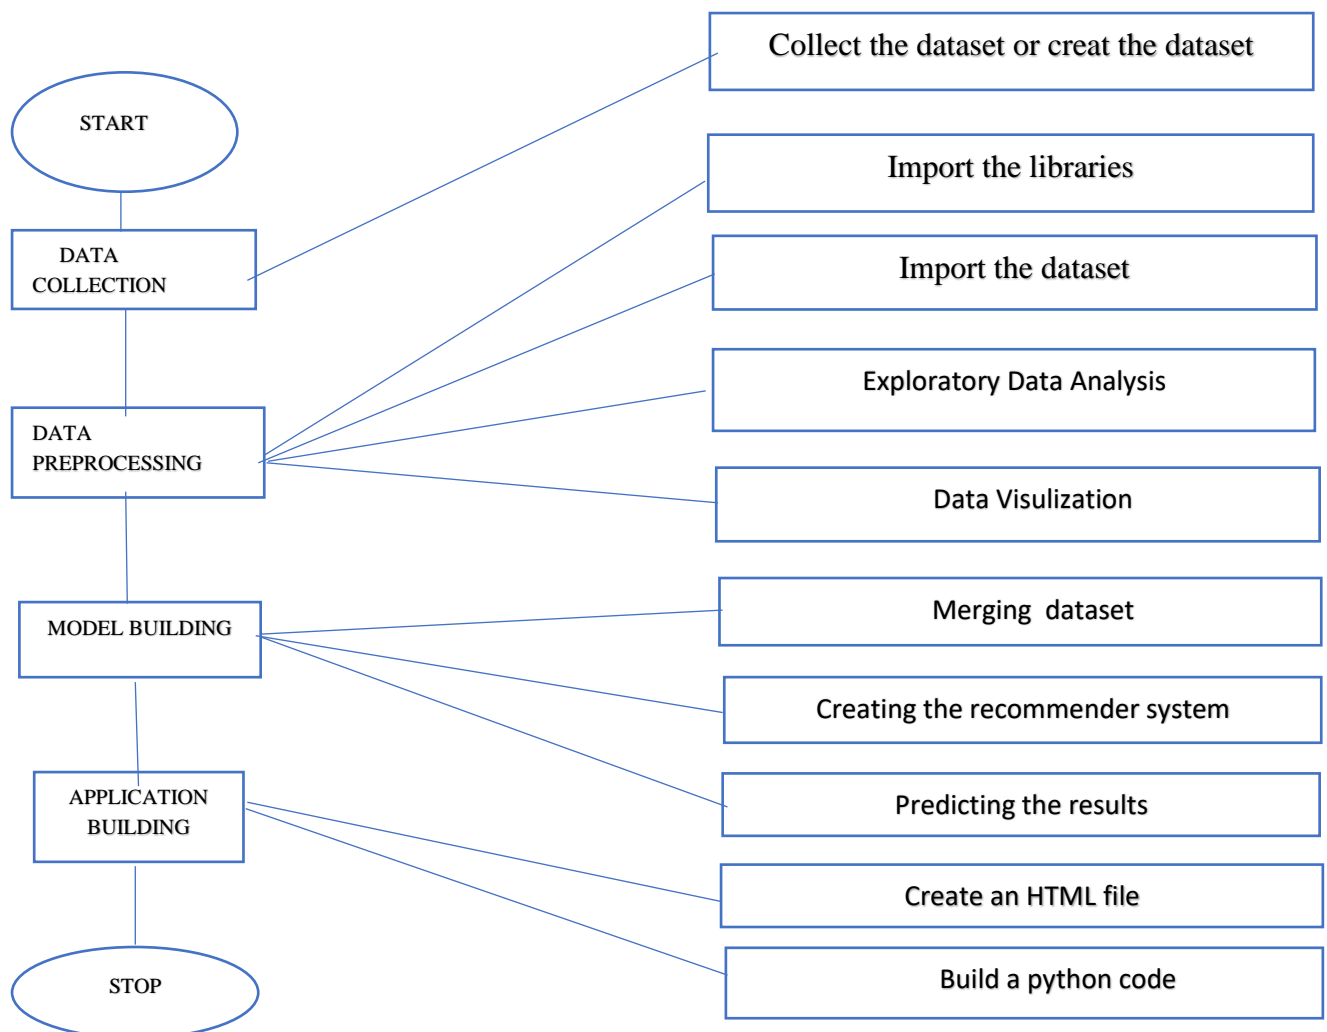 START
DATA
COLLECTION
DATA
PREPROCESSING
MODEL BUILDING
APPLICATION
BUILDING
STOP
Collect the dataset or creat the dataset
Import the libraries
Import the dataset
Exploratory Data Analysis
Data Visulization
Merging  dataset
Creating the recommender system
Predicting the results
Create an HTML file
Build a python code